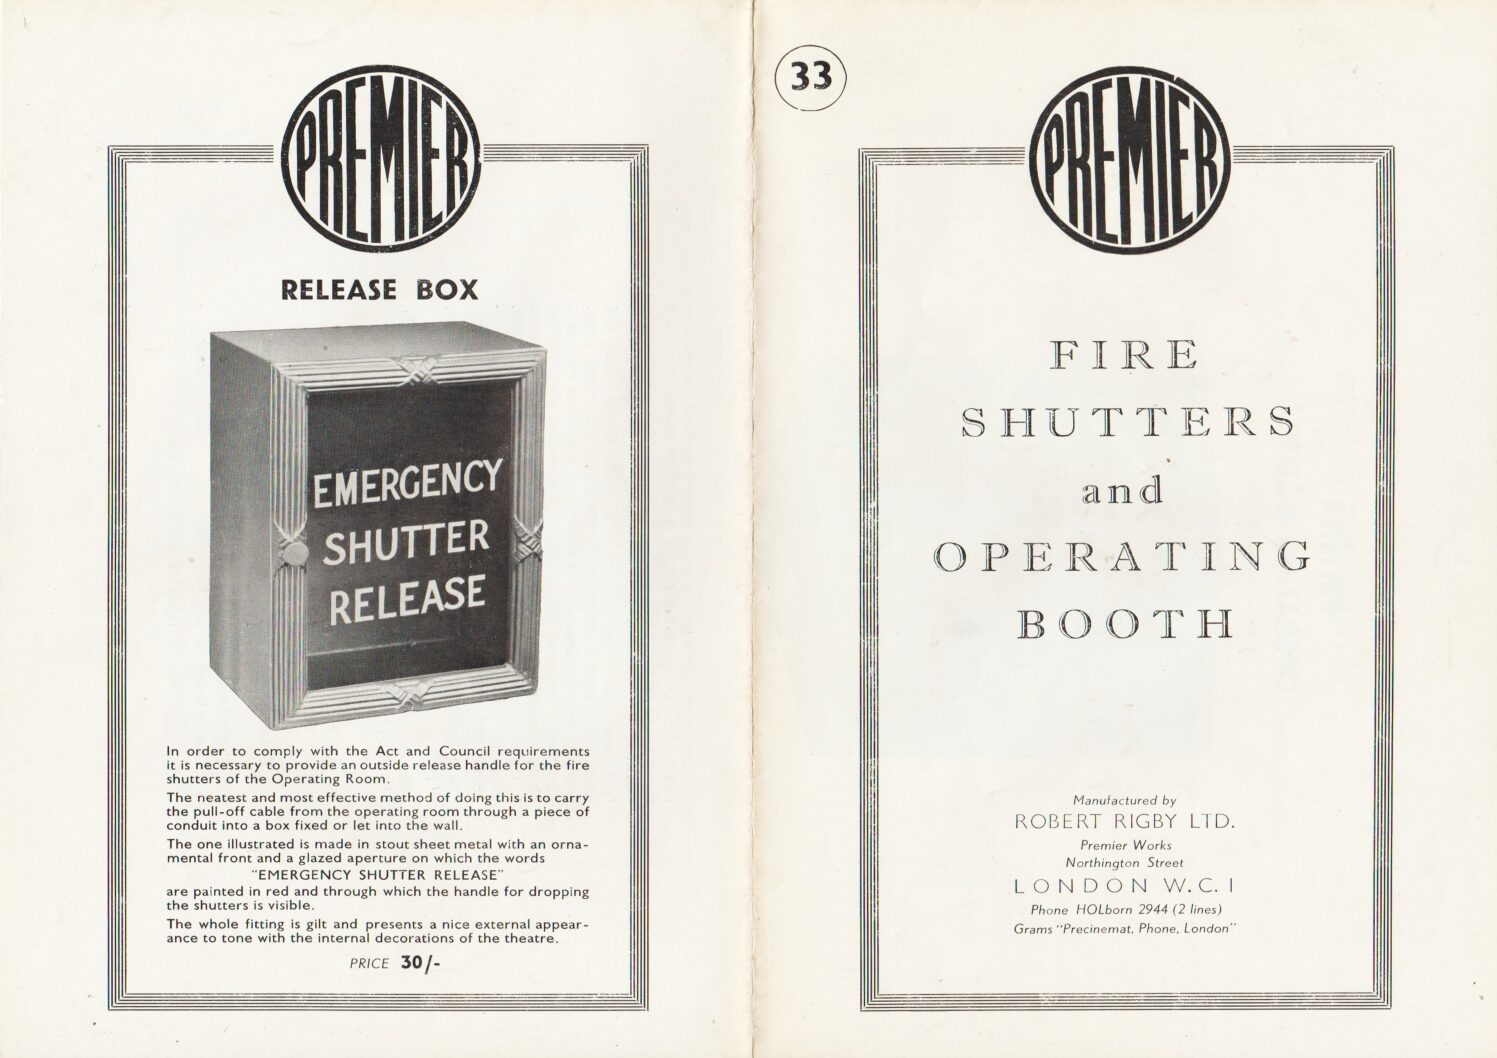 PREMIER
RELEASE BOX
EMERGENCY
SHUTTER
RELEASE
In order to comply with the Act and Council requirements
it is necessary to provide an outside release handle for the fire
shutters of the Operating Room.
The neatest and most effective method of doing this is to carry
the pull-off cable from the operating room through a piece of
conduit into a box fixed or let into the wall.
The one illustrated is made in stout sheet metal with an orna-
mental front and a glazed aperture on which the words
"EMERGENCY SHUTTER RELEASE"
are painted in red and through which the handle for dropping
the shutters is visible.
The whole fitting is gilt and presents a nice external appear-
ance to tone with the internal decorations of the theatre.
PRICE 30/-
33
PREMIER
FIRE
SHUTTERS
and
OPERATING
BOOTH
Manufactured by
ROBERT RIGBY LTD.
Premier Works
Northington Street
LONDON W.C. 1
Phone HOLborn 2944 (2 lines)
Grams "Precinemat, Phone, London"